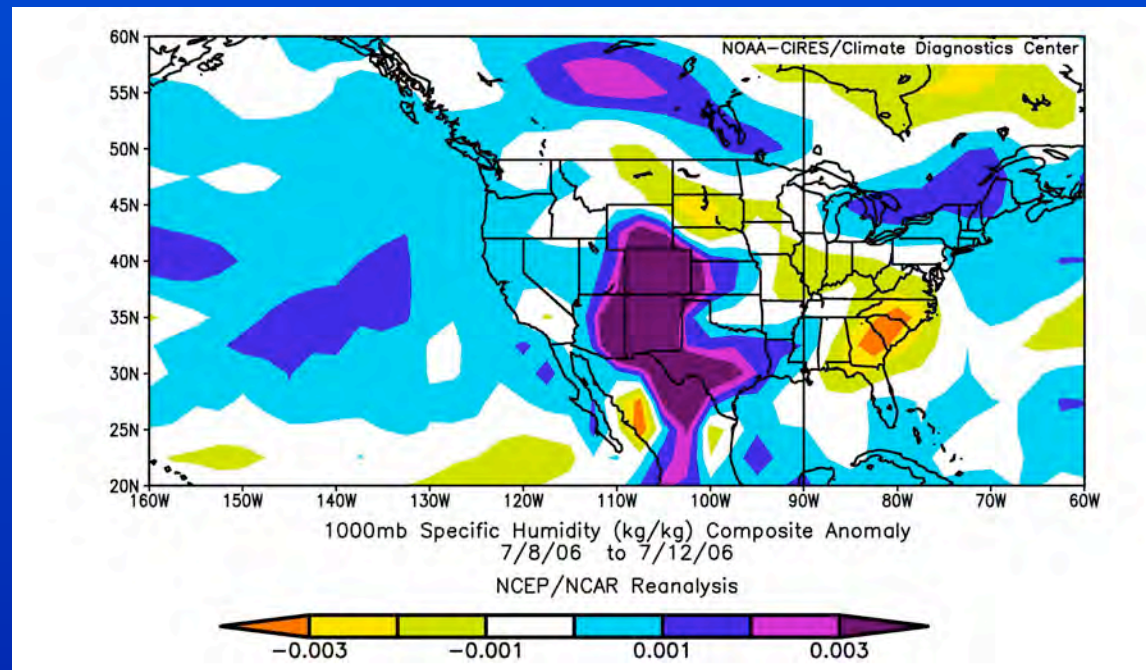 NOAA-CIRES/Climate Diagnostics Center
60N
55N
50N
45N
40N
35N
30N
25N
20N
160W 150W 140W 130W 120W 110W 100W 90W 80W 70W 60W
1000mb Specific Humidity (kg/kg) Composite Anomaly
7/8/06 to 7/12/06
NCEP/NCAR Reanalysis
-0.003 -0.001 0.001 0.003